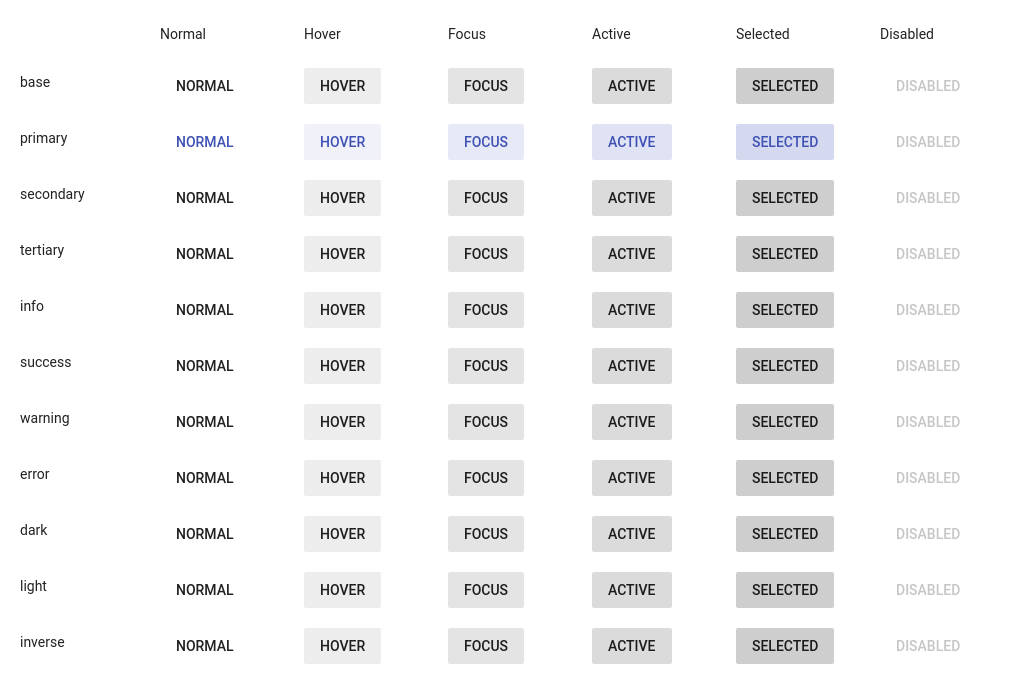 Normal Hover Focus Active Selected Disabled
base NORMAL HOVER FOCUS ACTIVE SELECTED DISABLED
primary NORMAL HOVER FOCUS ACTIVE SELECTED DISABLED
secondary NORMAL HOVER FOCUS ACTIVE SELECTED DISABLED
tertiary NORMAL HOVER FOCUS ACTIVE SELECTED DISABLED
info NORMAL HOVER FOCUS ACTIVE SELECTED DISABLED
success NORMAL HOVER FOCUS ACTIVE SELECTED DISABLED
warning NORMAL HOVER FOCUS ACTIVE SELECTED DISABLED
error NORMAL HOVER FOCUS ACTIVE SELECTED DISABLED
dark NORMAL HOVER FOCUS ACTIVE SELECTED DISABLED
light NORMAL HOVER FOCUS ACTIVE SELECTED DISABLED
inverse NORMAL HOVER FOCUS ACTIVE SELECTED DISABLED